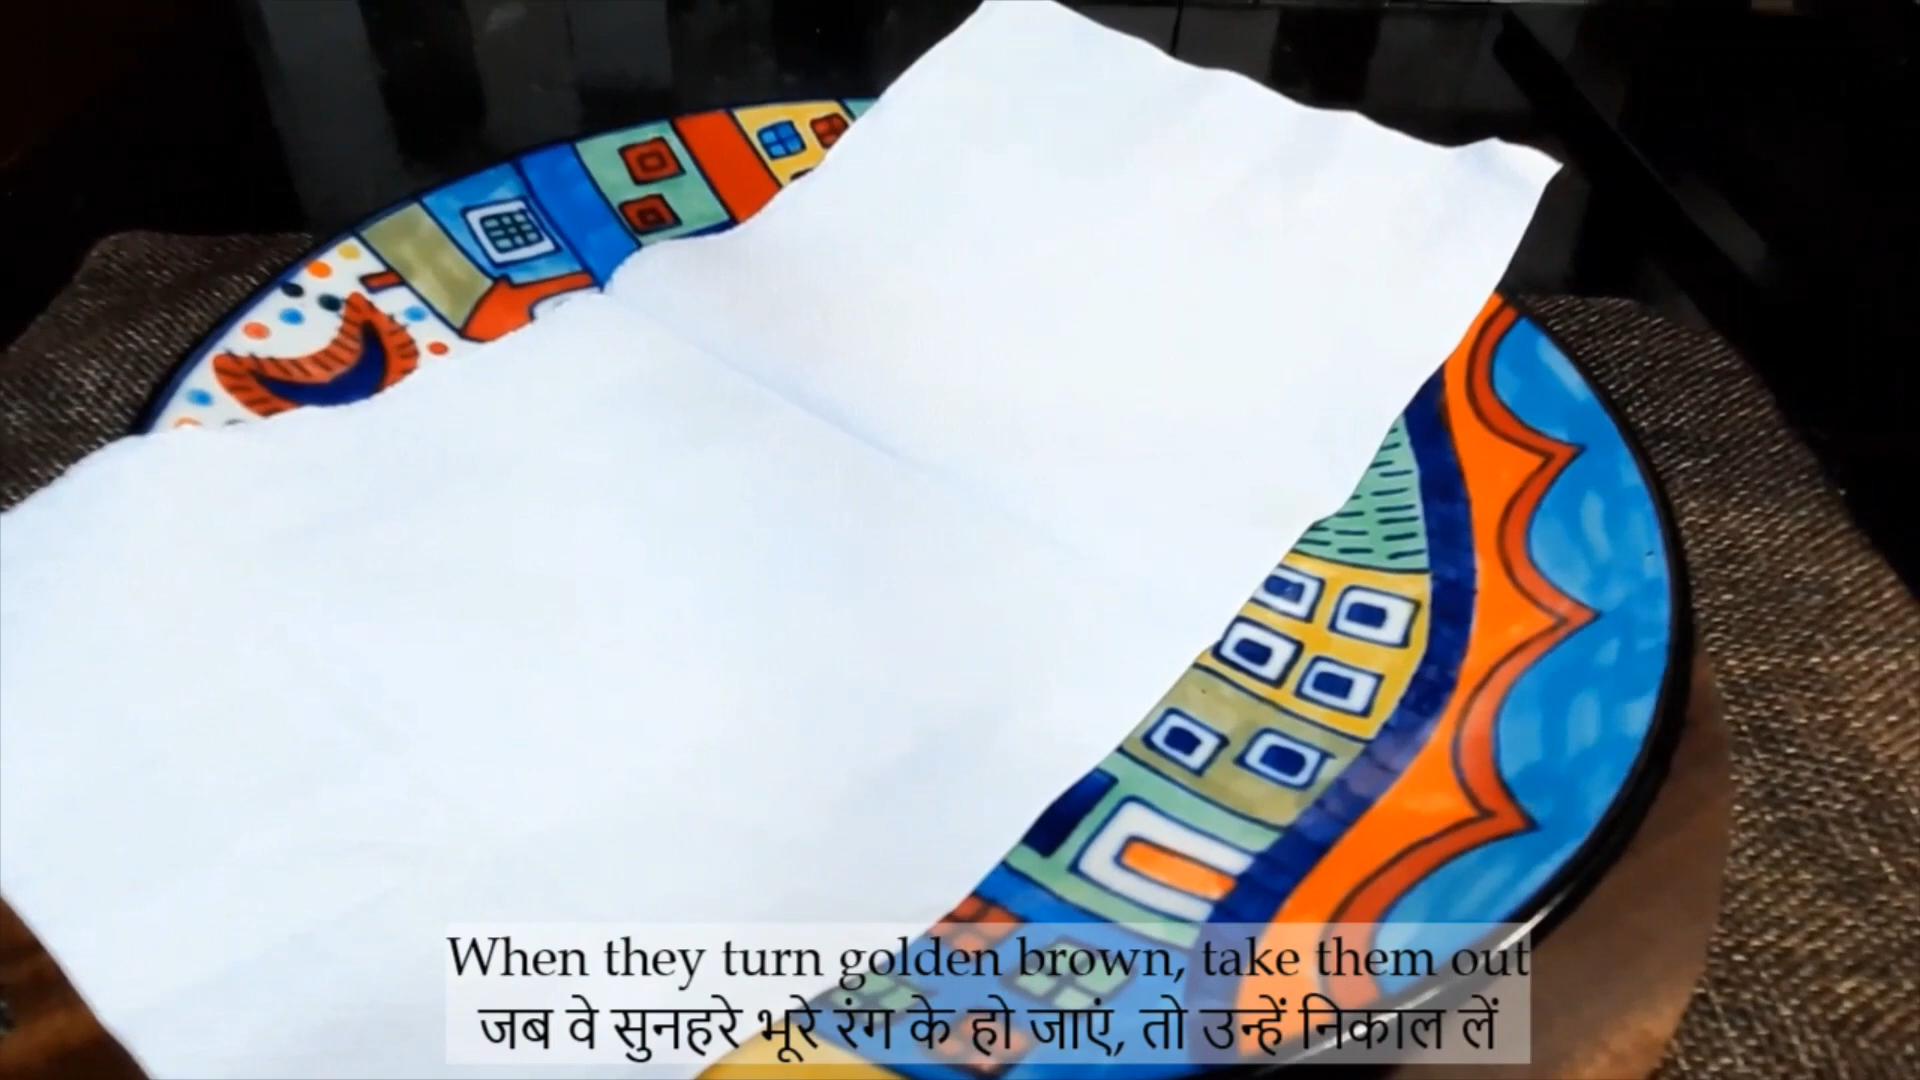 When they turn golden brown, take them out
जब वे सुनहरे भूरे रंग के हो जाएं, तो उन्हें निकाल लें